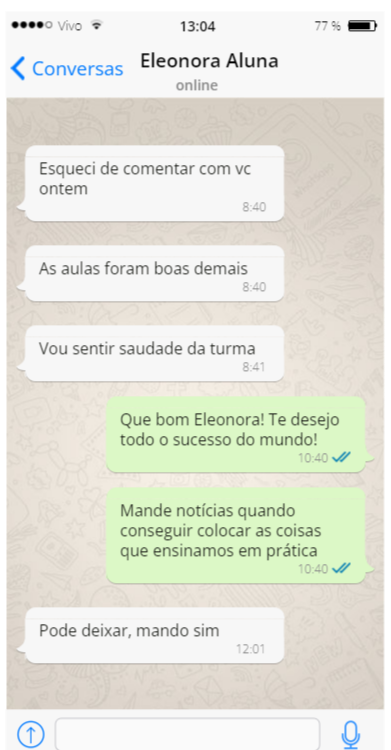 Vivo 13:04 77 %
Conversas Eleonora Aluna
online
Esqueci de comentar com vc
ontem
8:40
As aulas foram boas demais
8:40
Vou sentir saudade da turma
8:41
Que bom Eleonora! Te desejo
todo o sucesso do mundo!
10:40
Mande notícias quando
conseguir colocar as coisas
que ensinamos em prática
10:40
Pode deixar, mando sim
12:01